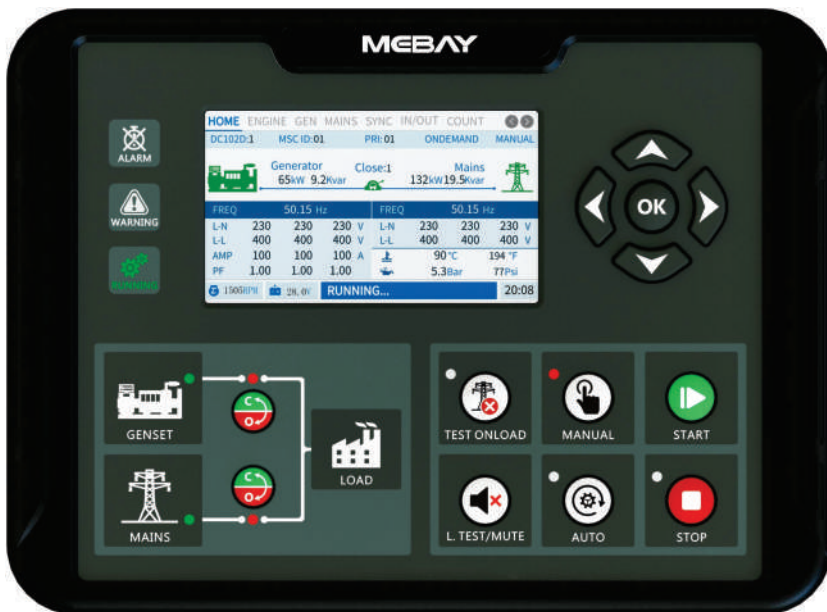 MEBAY
ALARM
WARNING
RUNNING
HOME ENGINE GEN MAINS SYNC IN/OUT COUNT
DC102D:1 MSC ID:01 PRI: 01 ONDEMAND MANUAL
Generator Close:1 Mains
65kW 9.2Kvar 132kW19.5Kvar
FREQ 50.15 Hz FREQ 50.15 Hz
L-N 230 230 230 V L-N 230 230 230 V
L-L 400 400 400 V L-L 400 400 400 V
AMP 100 100 100 A 90°C 194 °F
PF 1.00 1.00 1.00 5.3Bar 77Psi
1505RPM 28.0V RUNNING... 20:08
OK
GENSET
C
O
MAINS
C
O
LOAD
TEST ONLOAD
MANUAL
START
L. TEST/MUTE
AUTO
STOP